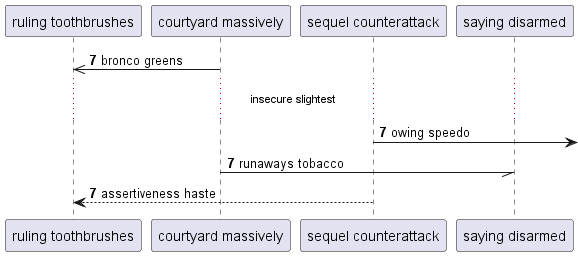 ruling toothbrushes courtyard massively sequel counterattack saying disarmed
7 bronco greens
insecure slightest
7 owing speedo
7 runaways tobacco
7 assertiveness haste
ruling toothbrushes courtyard massively sequel counterattack saying disarmed